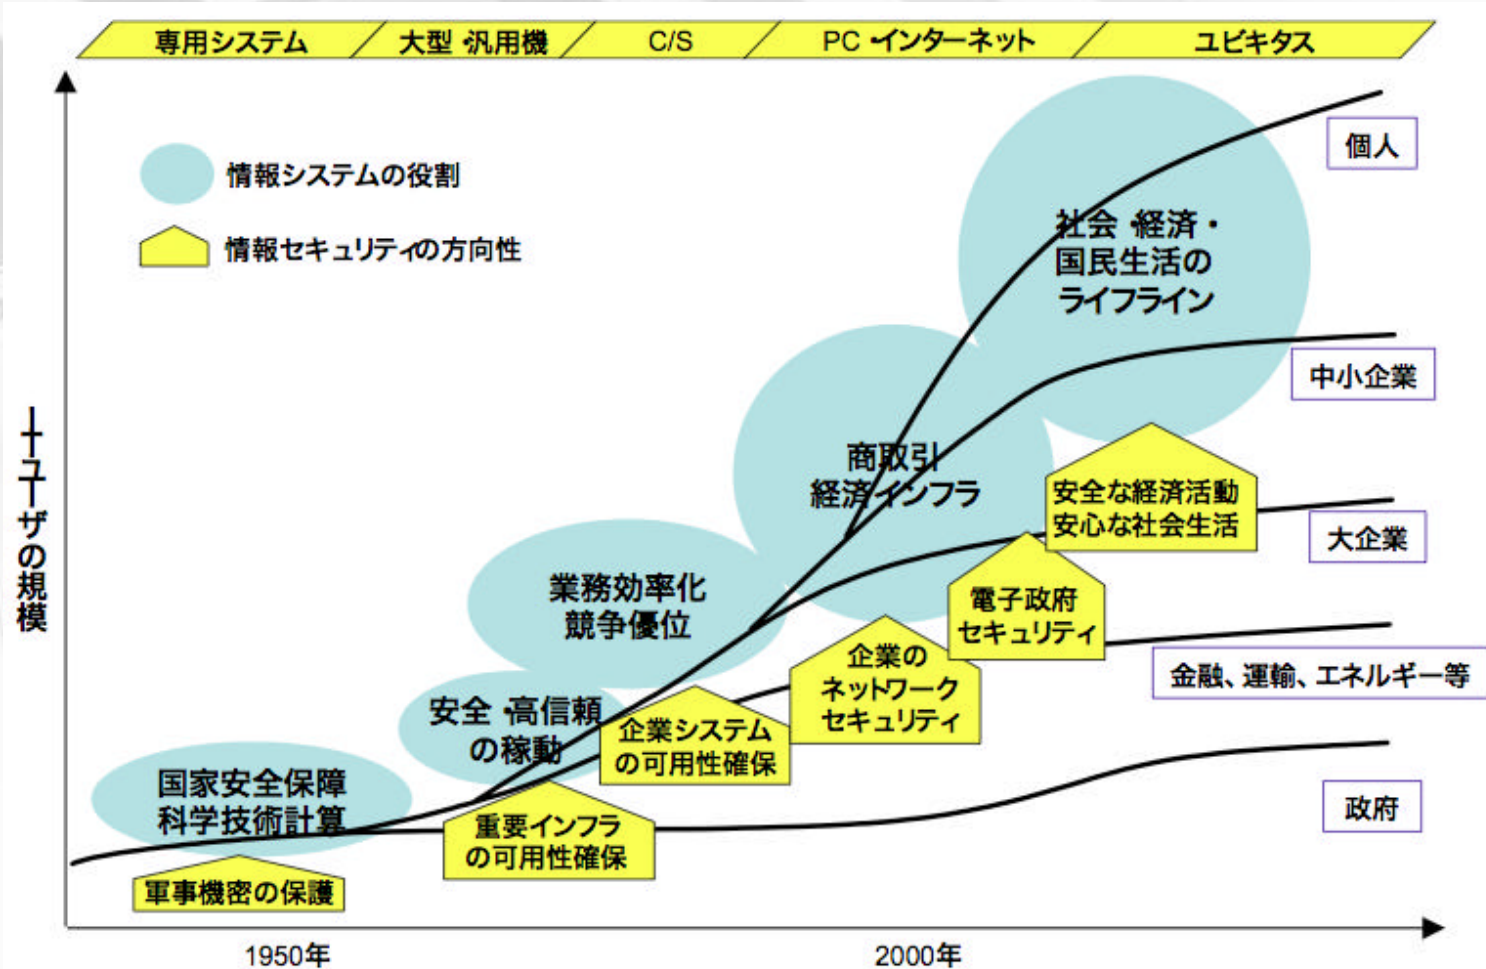 専用システム
大型・汎用機
C/S
PC・インターネット
ユビキタス
情報システムの役割
情報セキュリティの方向性
ユーザの規模
個人
社会・経済・
国民生活の
ライフライン
中小企業
商取引
経済インフラ
安全な経済活動
安心な社会生活
大企業
業務効率化
競争優位
電子政府
セキュリティ
企業の
ネットワーク
セキュリティ
金融、運輸、エネルギー等
安全・高信頼
の稼動
企業システム
の可用性確保
国家安全保障
科学技術計算
重要インフラ
の可用性確保
政府
軍事機密の保護
1950年
2000年